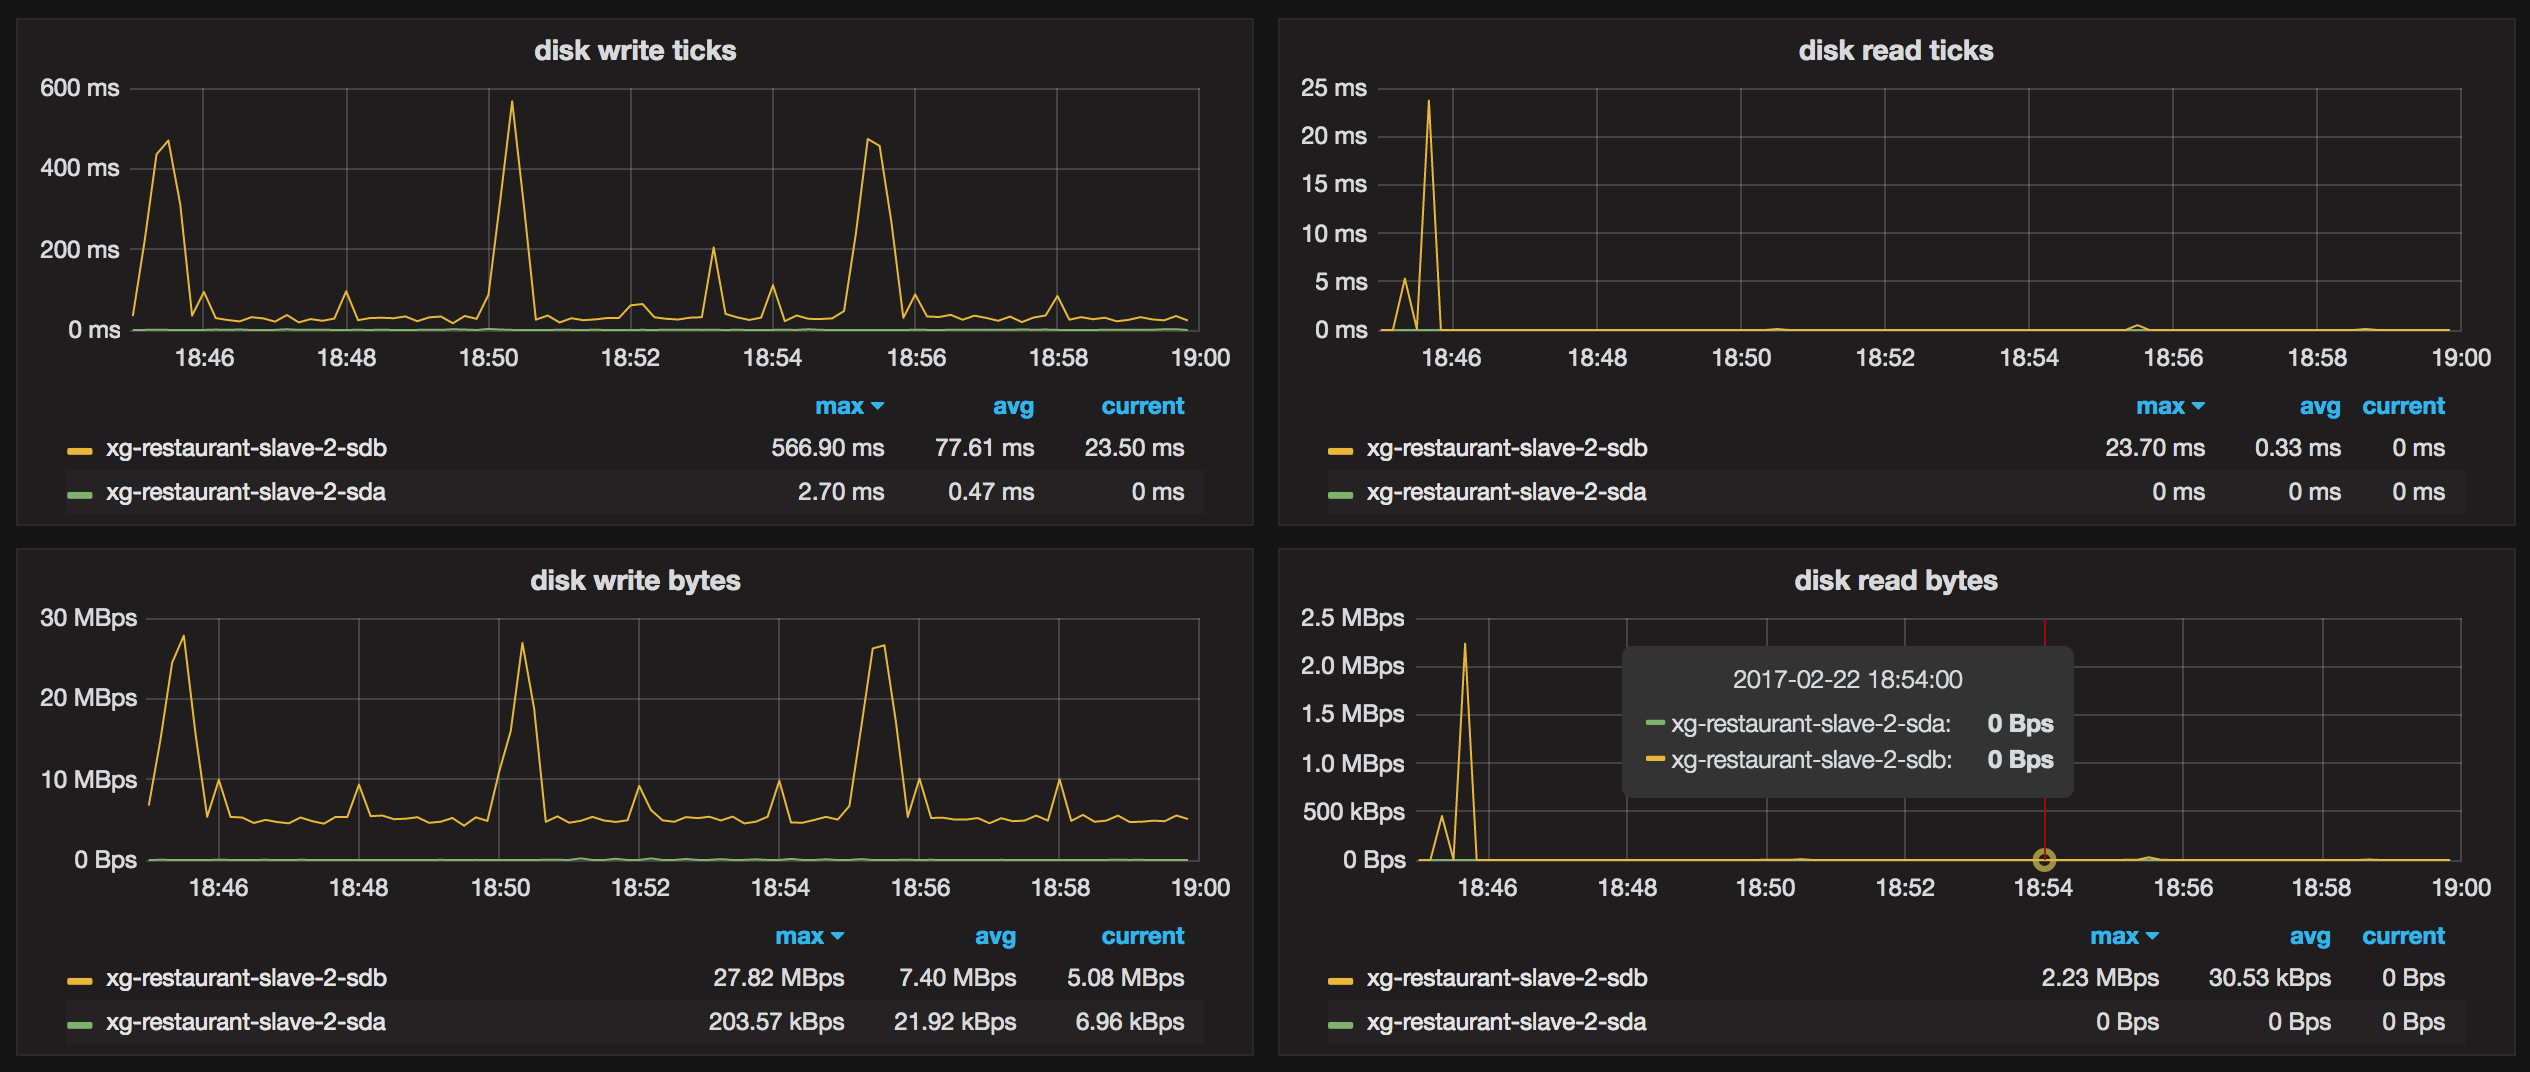 disk write ticks
600 ms
400 ms
200 ms
0 ms
18:46 18:48 18:50 18:52 18:54 18:56 18:58 19:00
max avg current
xg-restaurant-slave-2-sdb 566.90 ms 77.61 ms 23.50 ms
xg-restaurant-slave-2-sda 2.70 ms 0.47 ms 0 ms
disk read ticks
25 ms
20 ms
15 ms
10 ms
5 ms
0 ms
18:46 18:48 18:50 18:52 18:54 18:56 18:58 19:00
max avg current
xg-restaurant-slave-2-sdb 23.70 ms 0.33 ms 0 ms
xg-restaurant-slave-2-sda 0 ms 0 ms 0 ms
disk write bytes
30 MBps
20 MBps
10 MBps
0 Bps
18:46 18:48 18:50 18:52 18:54 18:56 18:58 19:00
max avg current
xg-restaurant-slave-2-sdb 27.82 MBps 7.40 MBps 5.08 MBps
xg-restaurant-slave-2-sda 203.57 kBps 21.92 kBps 6.96 kBps
disk read bytes
2.5 MBps
2.0 MBps
1.5 MBps
1.0 MBps
500 kBps
0 Bps
2017-02-22 18:54:00
xg-restaurant-slave-2-sda: 0 Bps
xg-restaurant-slave-2-sdb: 0 Bps
18:46 18:48 18:50 18:52 18:54 18:56 18:58 19:00
max avg current
xg-restaurant-slave-2-sdb 2.23 MBps 30.53 kBps 0 Bps
xg-restaurant-slave-2-sda 0 Bps 0 Bps 0 Bps